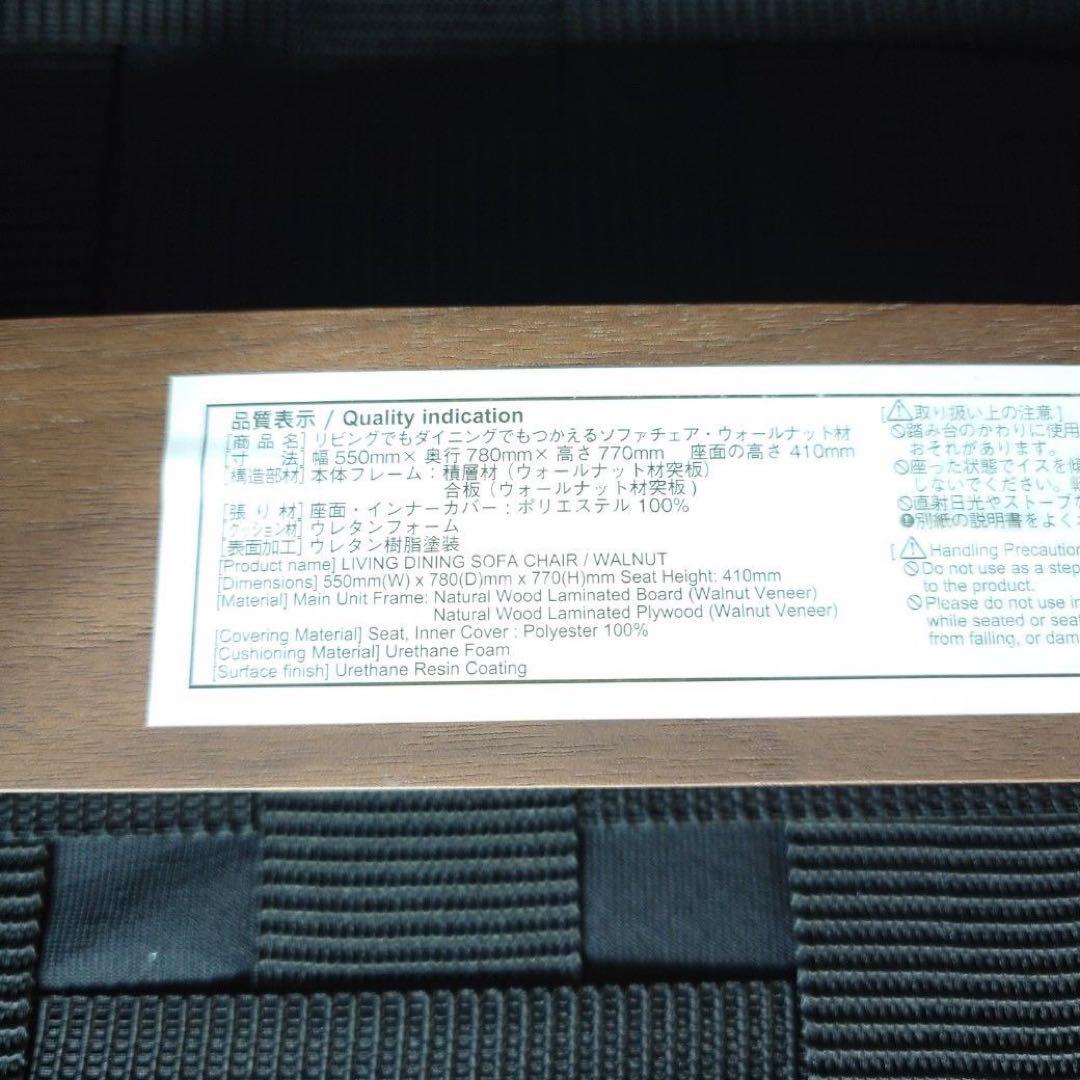 品質表示 / Quality indication
[商 品 名] リビングでもダイニングでもつかえるソファチェア・ウォールナット材
[寸 法] 幅 550mm× 奥行 780mm× 高さ 770mm 座面の高さ 410mm
[構造部材] 本体フレーム：積層材（ウォールナット材突板）
合板（ウォールナット材突板）
[張 り 材] 座面・インナーカバー：ポリエステル 100%
[クッション材] ウレタンフォーム
[表面加工] ウレタン樹脂塗装
[Product name] LIVING DINING SOFA CHAIR / WALNUT
[Dimensions] 550mm(W) x 780(D)mm x 770(H)mm Seat Height: 410mm
[Material] Main Unit Frame: Natural Wood Laminated Board (Walnut Veneer)
Natural Wood Laminated Plywood (Walnut Veneer)
[Covering Material] Seat, Inner Cover : Polyester 100%
[Cushioning Material] Urethane Foam
[Surface finish] Urethane Resin Coating
[⚠取り扱い上の注意]
踏み台のかわりに使用
おそれがあります。
座った状態でイスを傾
しないでください。
直射日光やストーブ
別紙の説明書をよく
[⚠Handling Precaution
Do not use as a step
to the product.
Please do not use in
while seated or seat
from falling, or dam